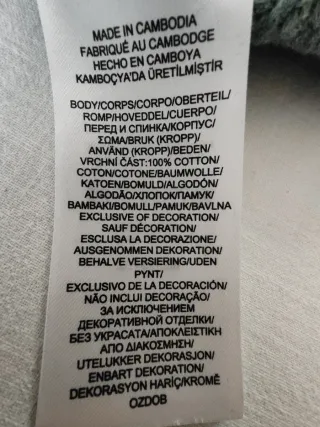 MADE IN CAMBODIA
FABRIQUÉ AU CAMBODGE
HECHO EN CAMBOYA
KAMBOÇYA'DA ÜRETİLMİŞTİR
BODY/CORPS/CORPO/OBERTEIL/
ROMP/HOVEDDEL/CUERPO/
ПЕРЕД И СПИНКА/КОРПУС/
ΣΩΜΑ/BRUK (KROPP)/
ANVÄND (KROPP)/BEDEN/
VRCHNÍ ČÁST:100% COTTON/
COTON/COTONE/BAUMWOLLE/
KATOEN/BOMULD/ALGODÓN/
ALGODÃO/ХЛОПОК/ПАМУК/
ΒΑΜΒΑΚΙ/BOMULL/PAMUK/BAVLNA
EXCLUSIVE OF DECORATION/
SAUF DÉCORATION/
ESCLUSA LA DECORAZIONE/
AUSGENOMMEN DEKORATION/
BEHALVE VERSIERING/UDEN
PYNT/
EXCLUSIVO DE LA DECORACIÓN/
NÃO INCLUI DECORAÇÃO/
ЗА ИСКЛЮЧЕНИЕМ
ДЕКОРАТИВНОЙ ОТДЕЛКИ/
БЕЗ УКРАСАТА/ΑΠΟΚΛΕΙΣΤΙΚΗ
ΑΠΟ ΔΙΑΚΟΣΜΗΣΗ/
UTELUKKER DEKORASJON/
ENBART DEKORATION/
DEKORASYON HARİÇ/KROMĚ
OZDOB